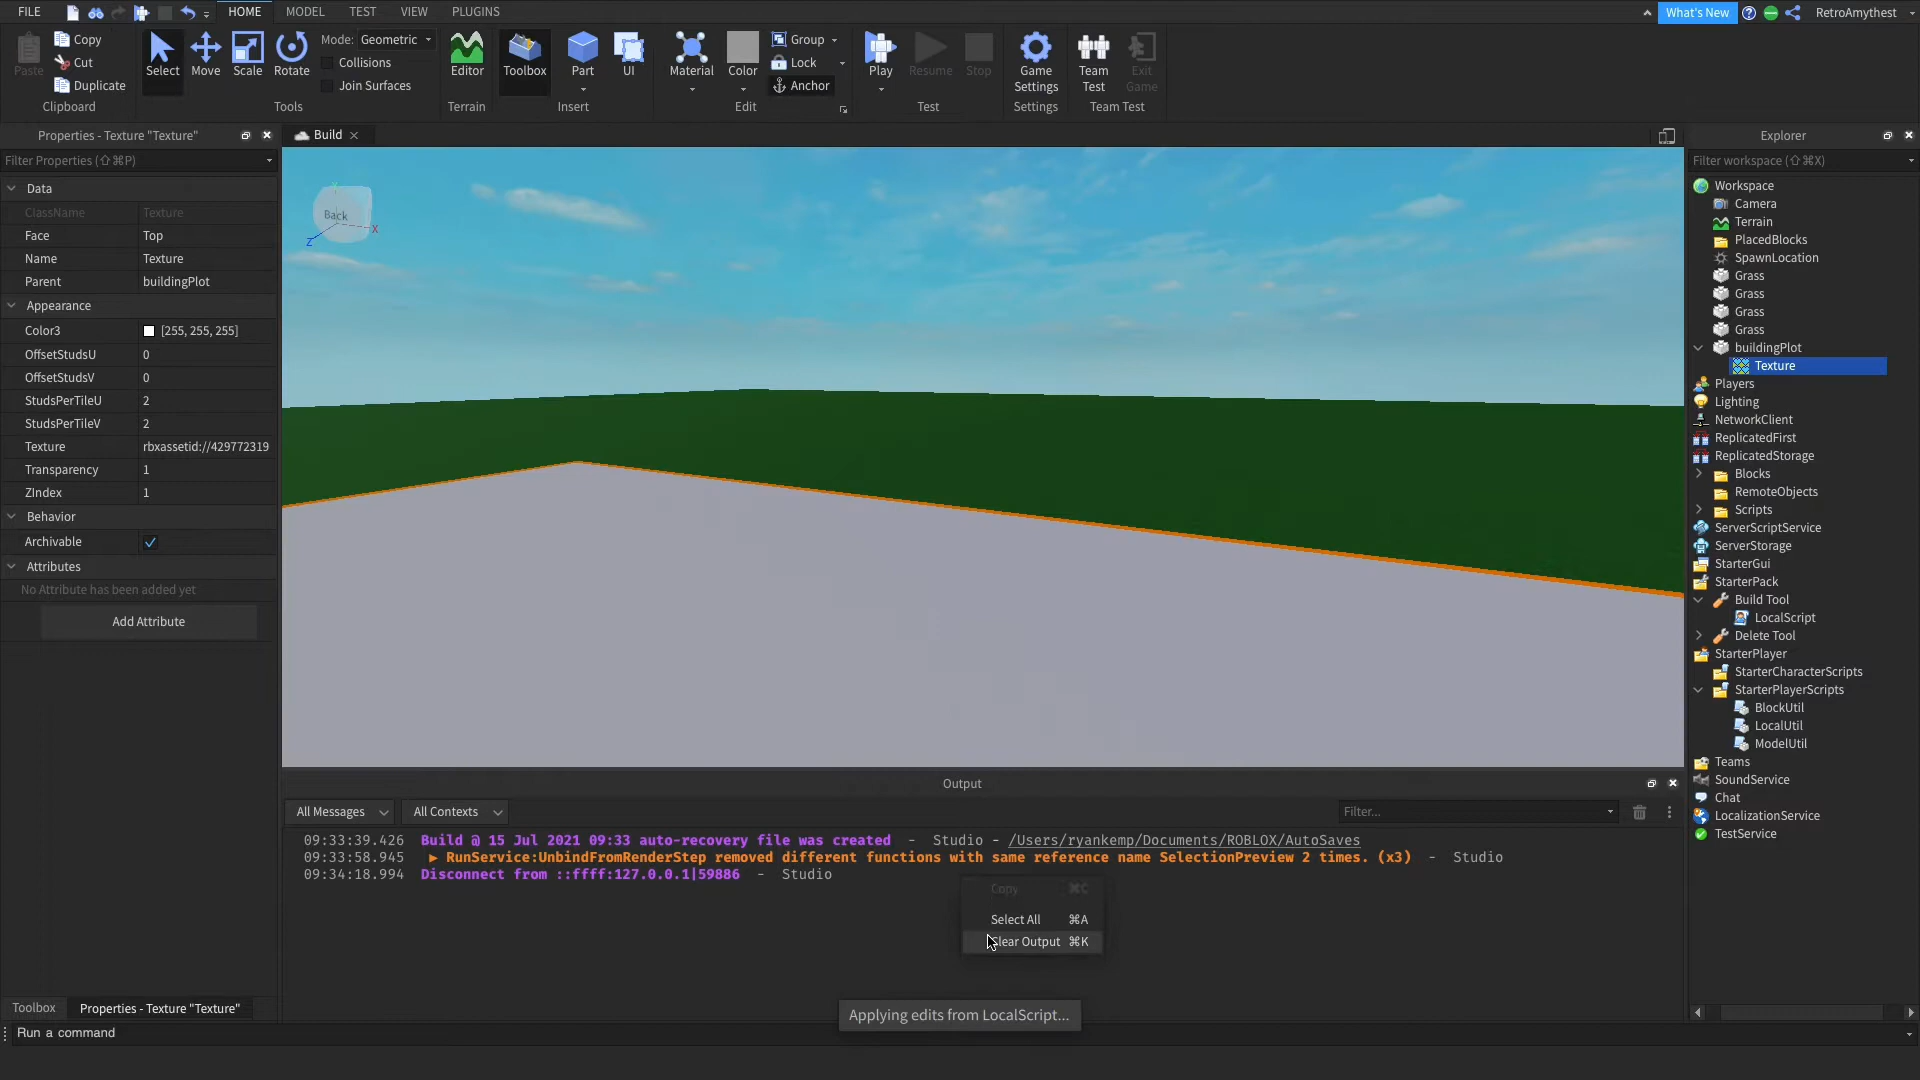 FILE
HOME
MODEL
TEST
VIEW
PLUGINS
What's New
RetroAmythest
Paste
Copy
Cut
Duplicate
Clipboard
Select
Move
Scale
Rotate
Mode: Geometric
Collisions
Join Surfaces
Tools
Editor
Terrain
Toolbox
Part
UI
Insert
Material
Color
Group
Lock
Anchor
Edit
Play
Resume
Stop
Test
Game
Settings
Settings
Team
Test
Exit
Game
Team Test
Properties - Texture "Texture"
Filter Properties (⇧⌘P)
Data
ClassName Texture
Face Top
Name Texture
Parent buildingPlot
Appearance
Color3 [255, 255, 255]
OffsetStudsU 0
OffsetStudsV 0
StudsPerTileU 2
StudsPerTileV 2
Texture rbxassetid://429772319
Transparency 1
ZIndex 1
Behavior
Archivable
Attributes
No Attribute has been added yet
Add Attribute
Toolbox
Properties - Texture "Texture"
Run a command
Build
Y
Back
X
Z
Output
All Messages
All Contexts
Filter...
09:33:39.426 Build @ 15 Jul 2021 09:33 auto-recovery file was created - Studio - /Users/ryankemp/Documents/ROBLOX/AutoSaves
09:33:58.945 ▶ RunService:UnbindFromRenderStep removed different functions with same reference name SelectionPreview 2 times. (x3) - Studio
09:34:18.994 Disconnect from ::ffff:127.0.0.1|59886 - Studio
Copy ⌘C
Select All ⌘A
Clear Output ⌘K
Applying edits from LocalScript...
Explorer
Filter workspace (⇧⌘X)
Workspace
Camera
Terrain
PlacedBlocks
SpawnLocation
Grass
Grass
Grass
Grass
buildingPlot
Texture
Players
Lighting
NetworkClient
ReplicatedFirst
ReplicatedStorage
Blocks
RemoteObjects
Scripts
ServerScriptService
ServerStorage
StarterGui
StarterPack
Build Tool
LocalScript
Delete Tool
StarterPlayer
StarterCharacterScripts
StarterPlayerScripts
BlockUtil
LocalUtil
ModelUtil
Teams
SoundService
Chat
LocalizationService
TestService